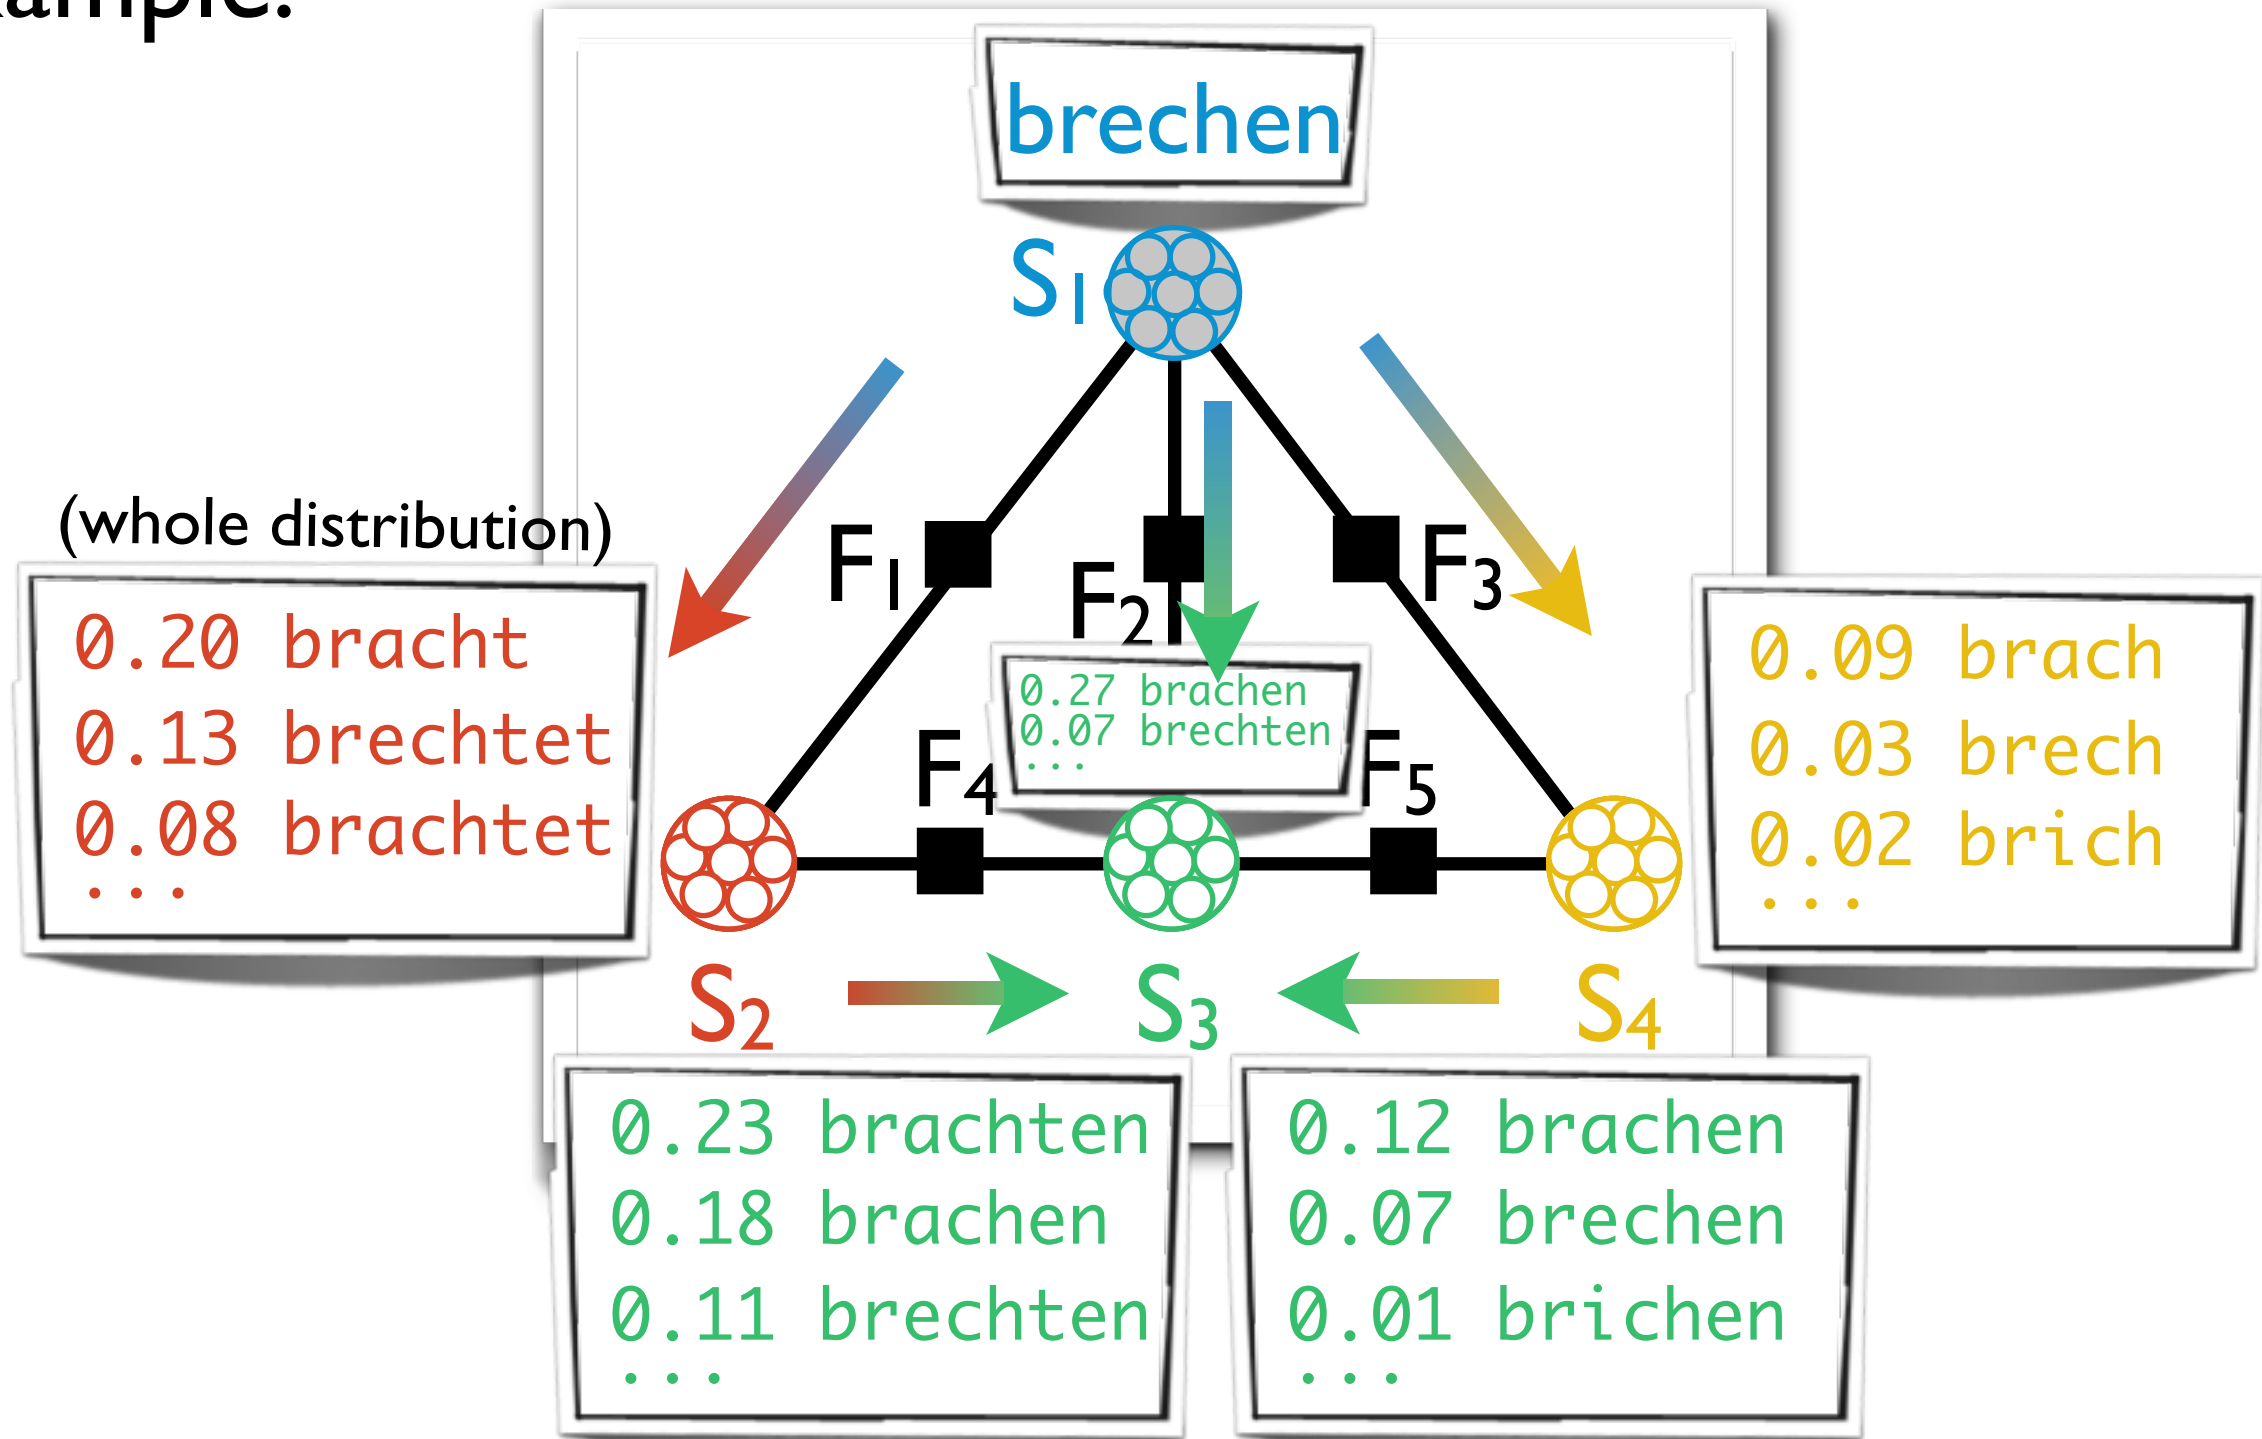 brechen
S1
(whole distribution)
F1
F2
F3
0.20 bracht
0.13 brechtet
0.08 brachtet
...
0.27 brachen
0.07 brechten
...
0.09 brach
0.03 brech
0.02 brich
...
F4
F5
S2
S3
S4
0.23 brachten
0.18 brachen
0.11 brechten
...
0.12 brachen
0.07 brechen
0.01 brichen
...